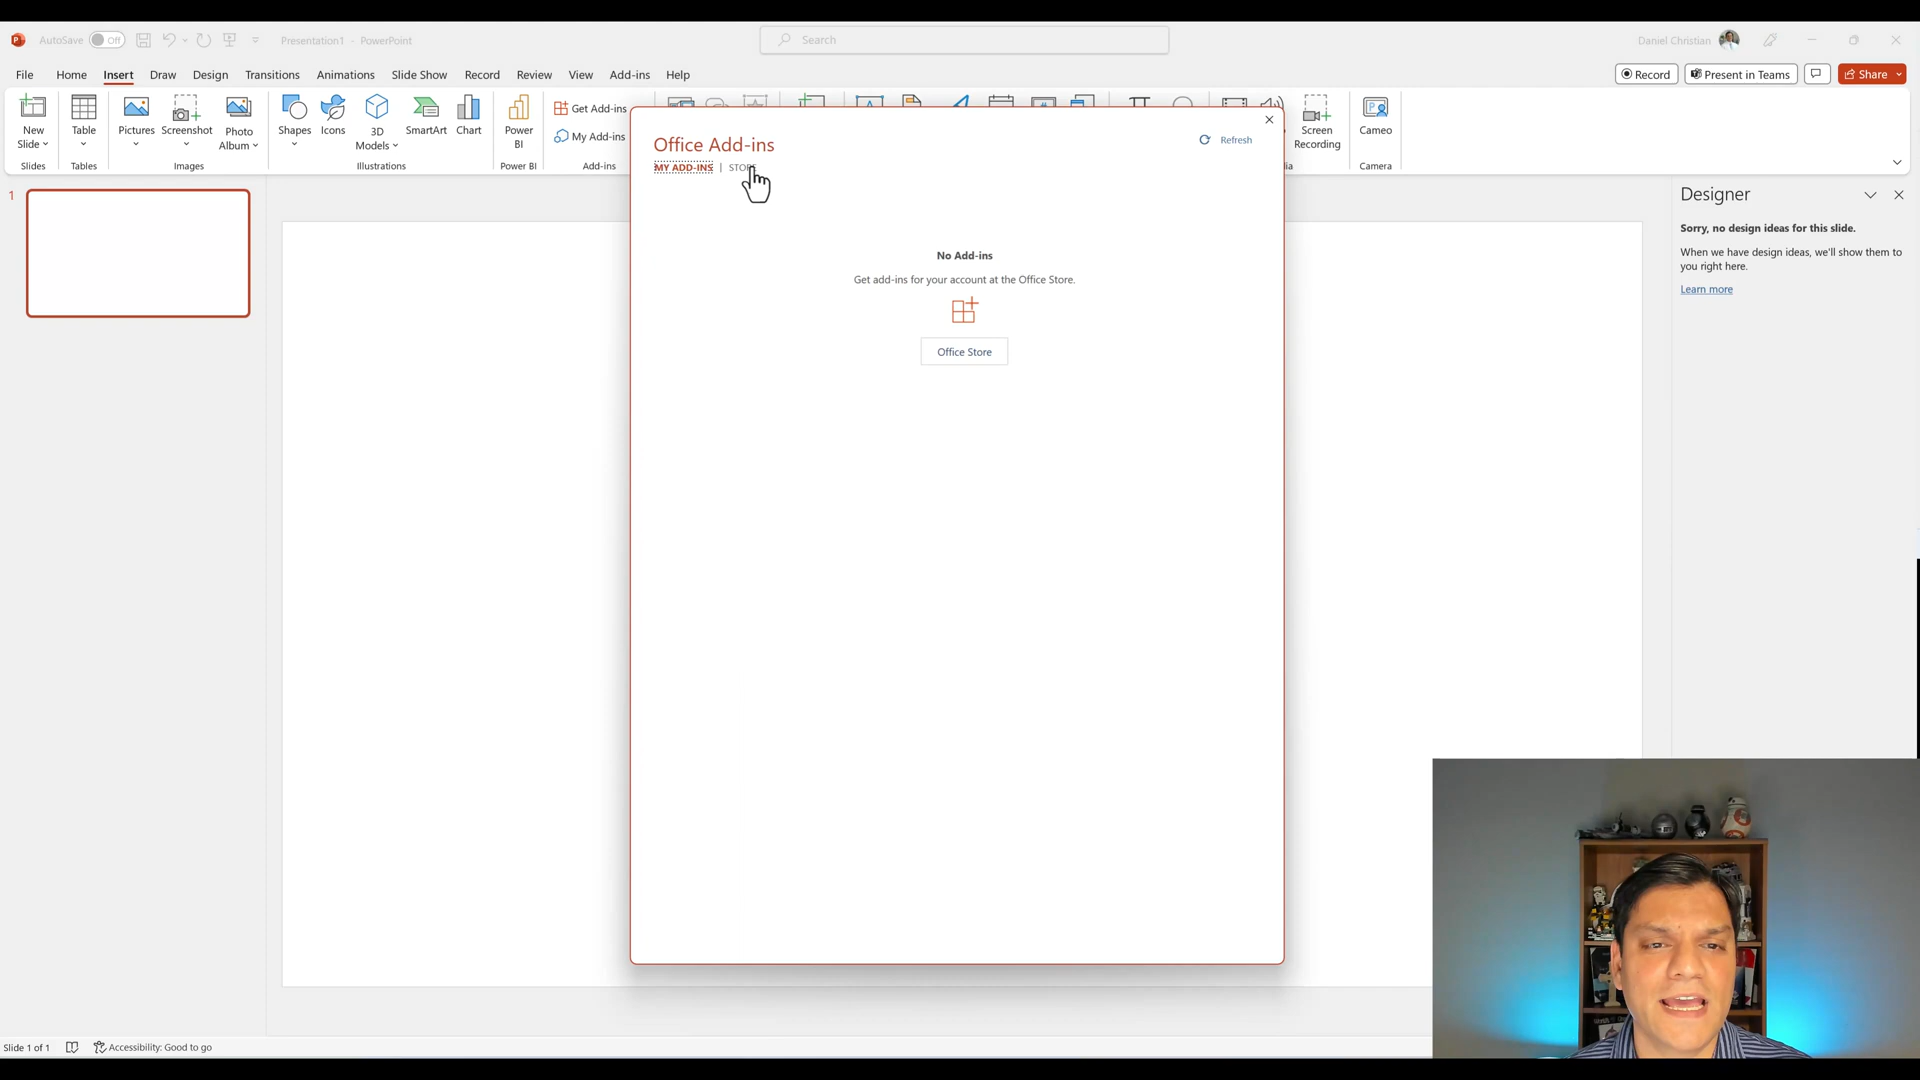 AutoSave Off
Presentation1 - PowerPoint
Search
Daniel Christian
File Home Insert Draw Design Transitions Animations Slide Show Record Review View Add-ins Help
Record Present in Teams Share
New Slide
Slides
Table
Tables
Pictures
Screenshot
Photo Album
Images
Shapes
Icons
3D Models
SmartArt
Chart
Illustrations
Power BI
Power BI
Get Add-ins
My Add-ins
Add-ins
Screen Recording
Cameo
Camera
Office Add-ins
Refresh
MY ADD-INS | STORE
No Add-ins
Get add-ins for your account at the Office Store.
Office Store
1
Designer
Sorry, no design ideas for this slide.
When we have design ideas, we'll show them to
you right here.
Learn more
Slide 1 of 1
Accessibility: Good to go